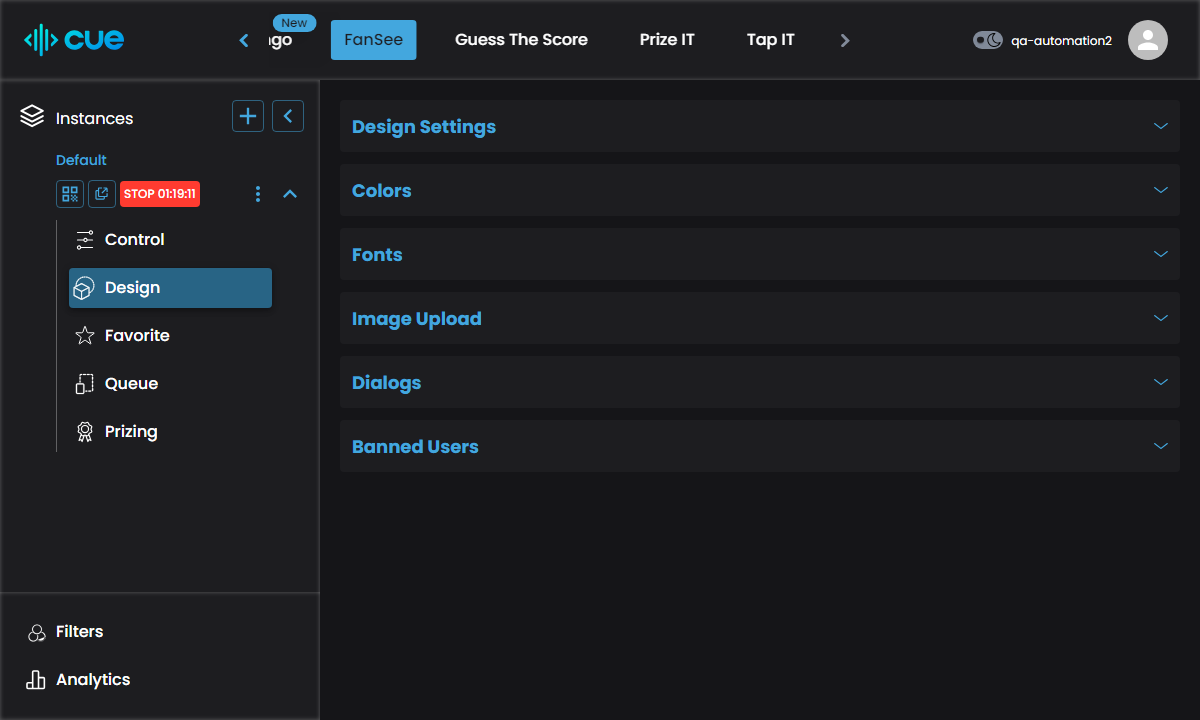 cue
New
FanSee
Guess The Score
Prize IT
Tap IT
qa-automation2
Instances
Default
STOP 01:19:11
Control
Design
Favorite
Queue
Prizing
Filters
Analytics
Design Settings
Colors
Fonts
Image Upload
Dialogs
Banned Users